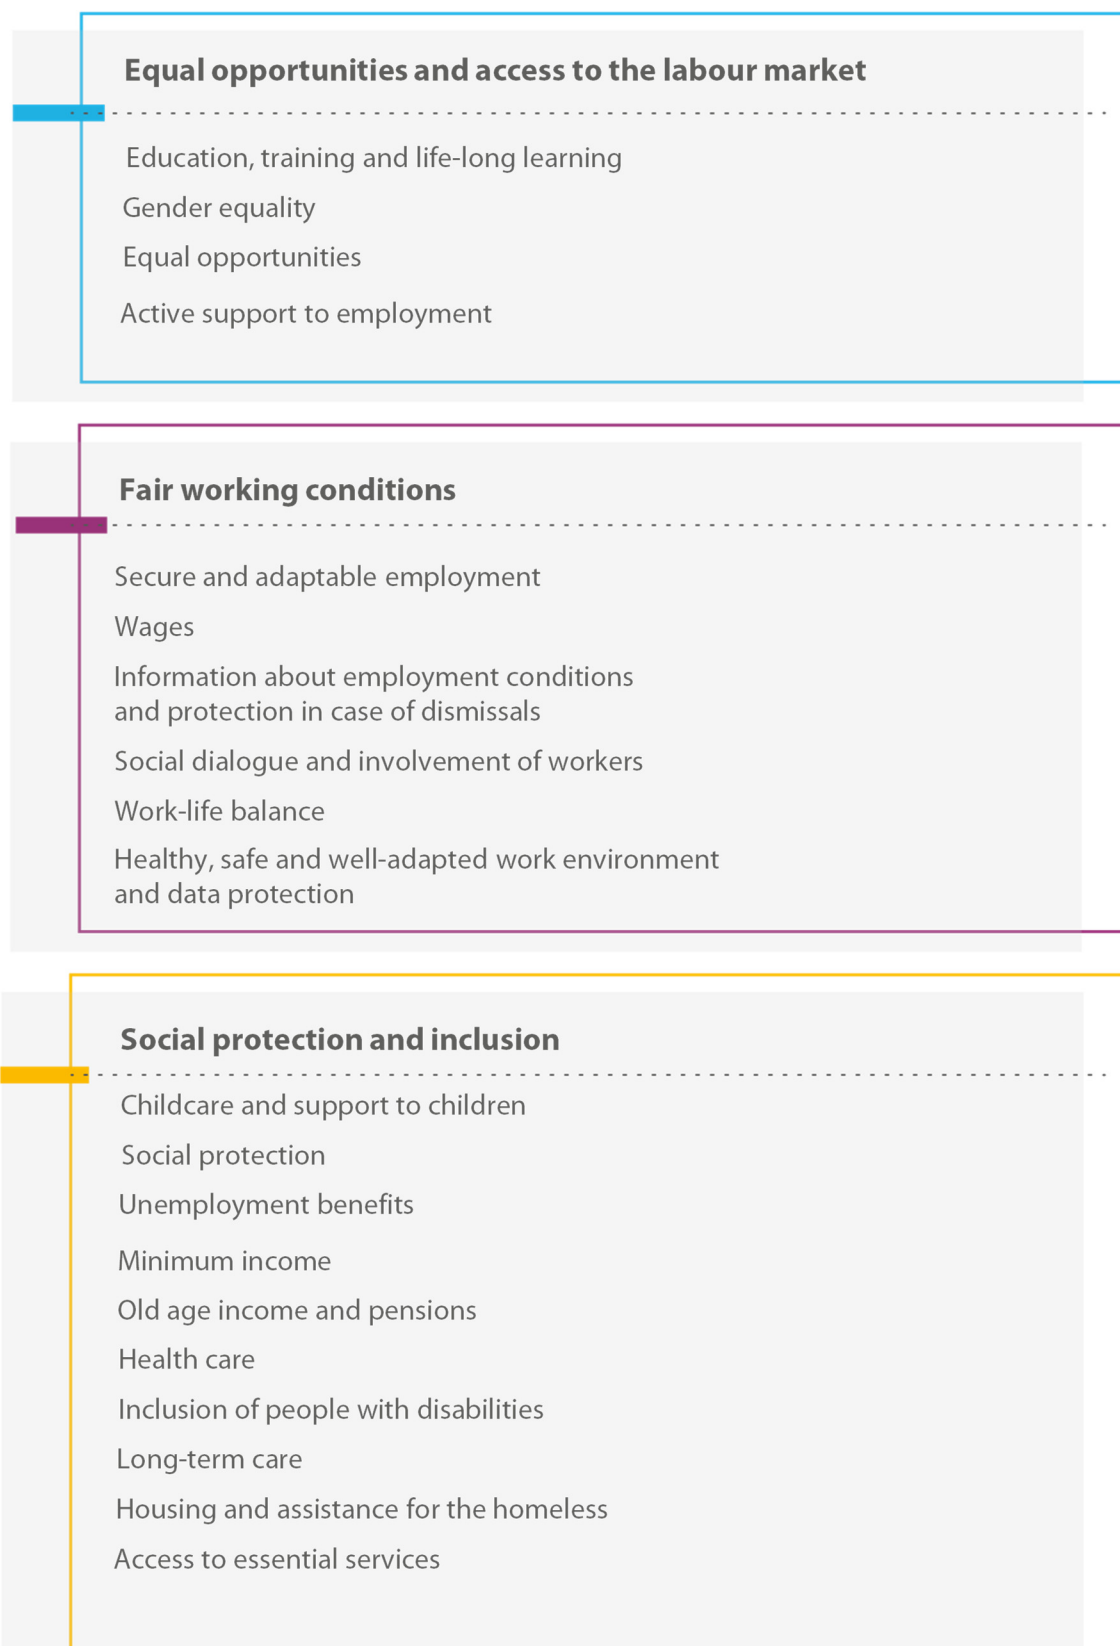 Equal opportunities and access to the labour market
Education, training and life-long learning
Gender equality
Equal opportunities
Active support to employment
Fair working conditions
Secure and adaptable employment
Wages
Information about employment conditions
and protection in case of dismissals
Social dialogue and involvement of workers
Work-life balance
Healthy, safe and well-adapted work environment
and data protection
Social protection and inclusion
Childcare and support to children
Social protection
Unemployment benefits
Minimum income
Old age income and pensions
Health care
Inclusion of people with disabilities
Long-term care
Housing and assistance for the homeless
Access to essential services